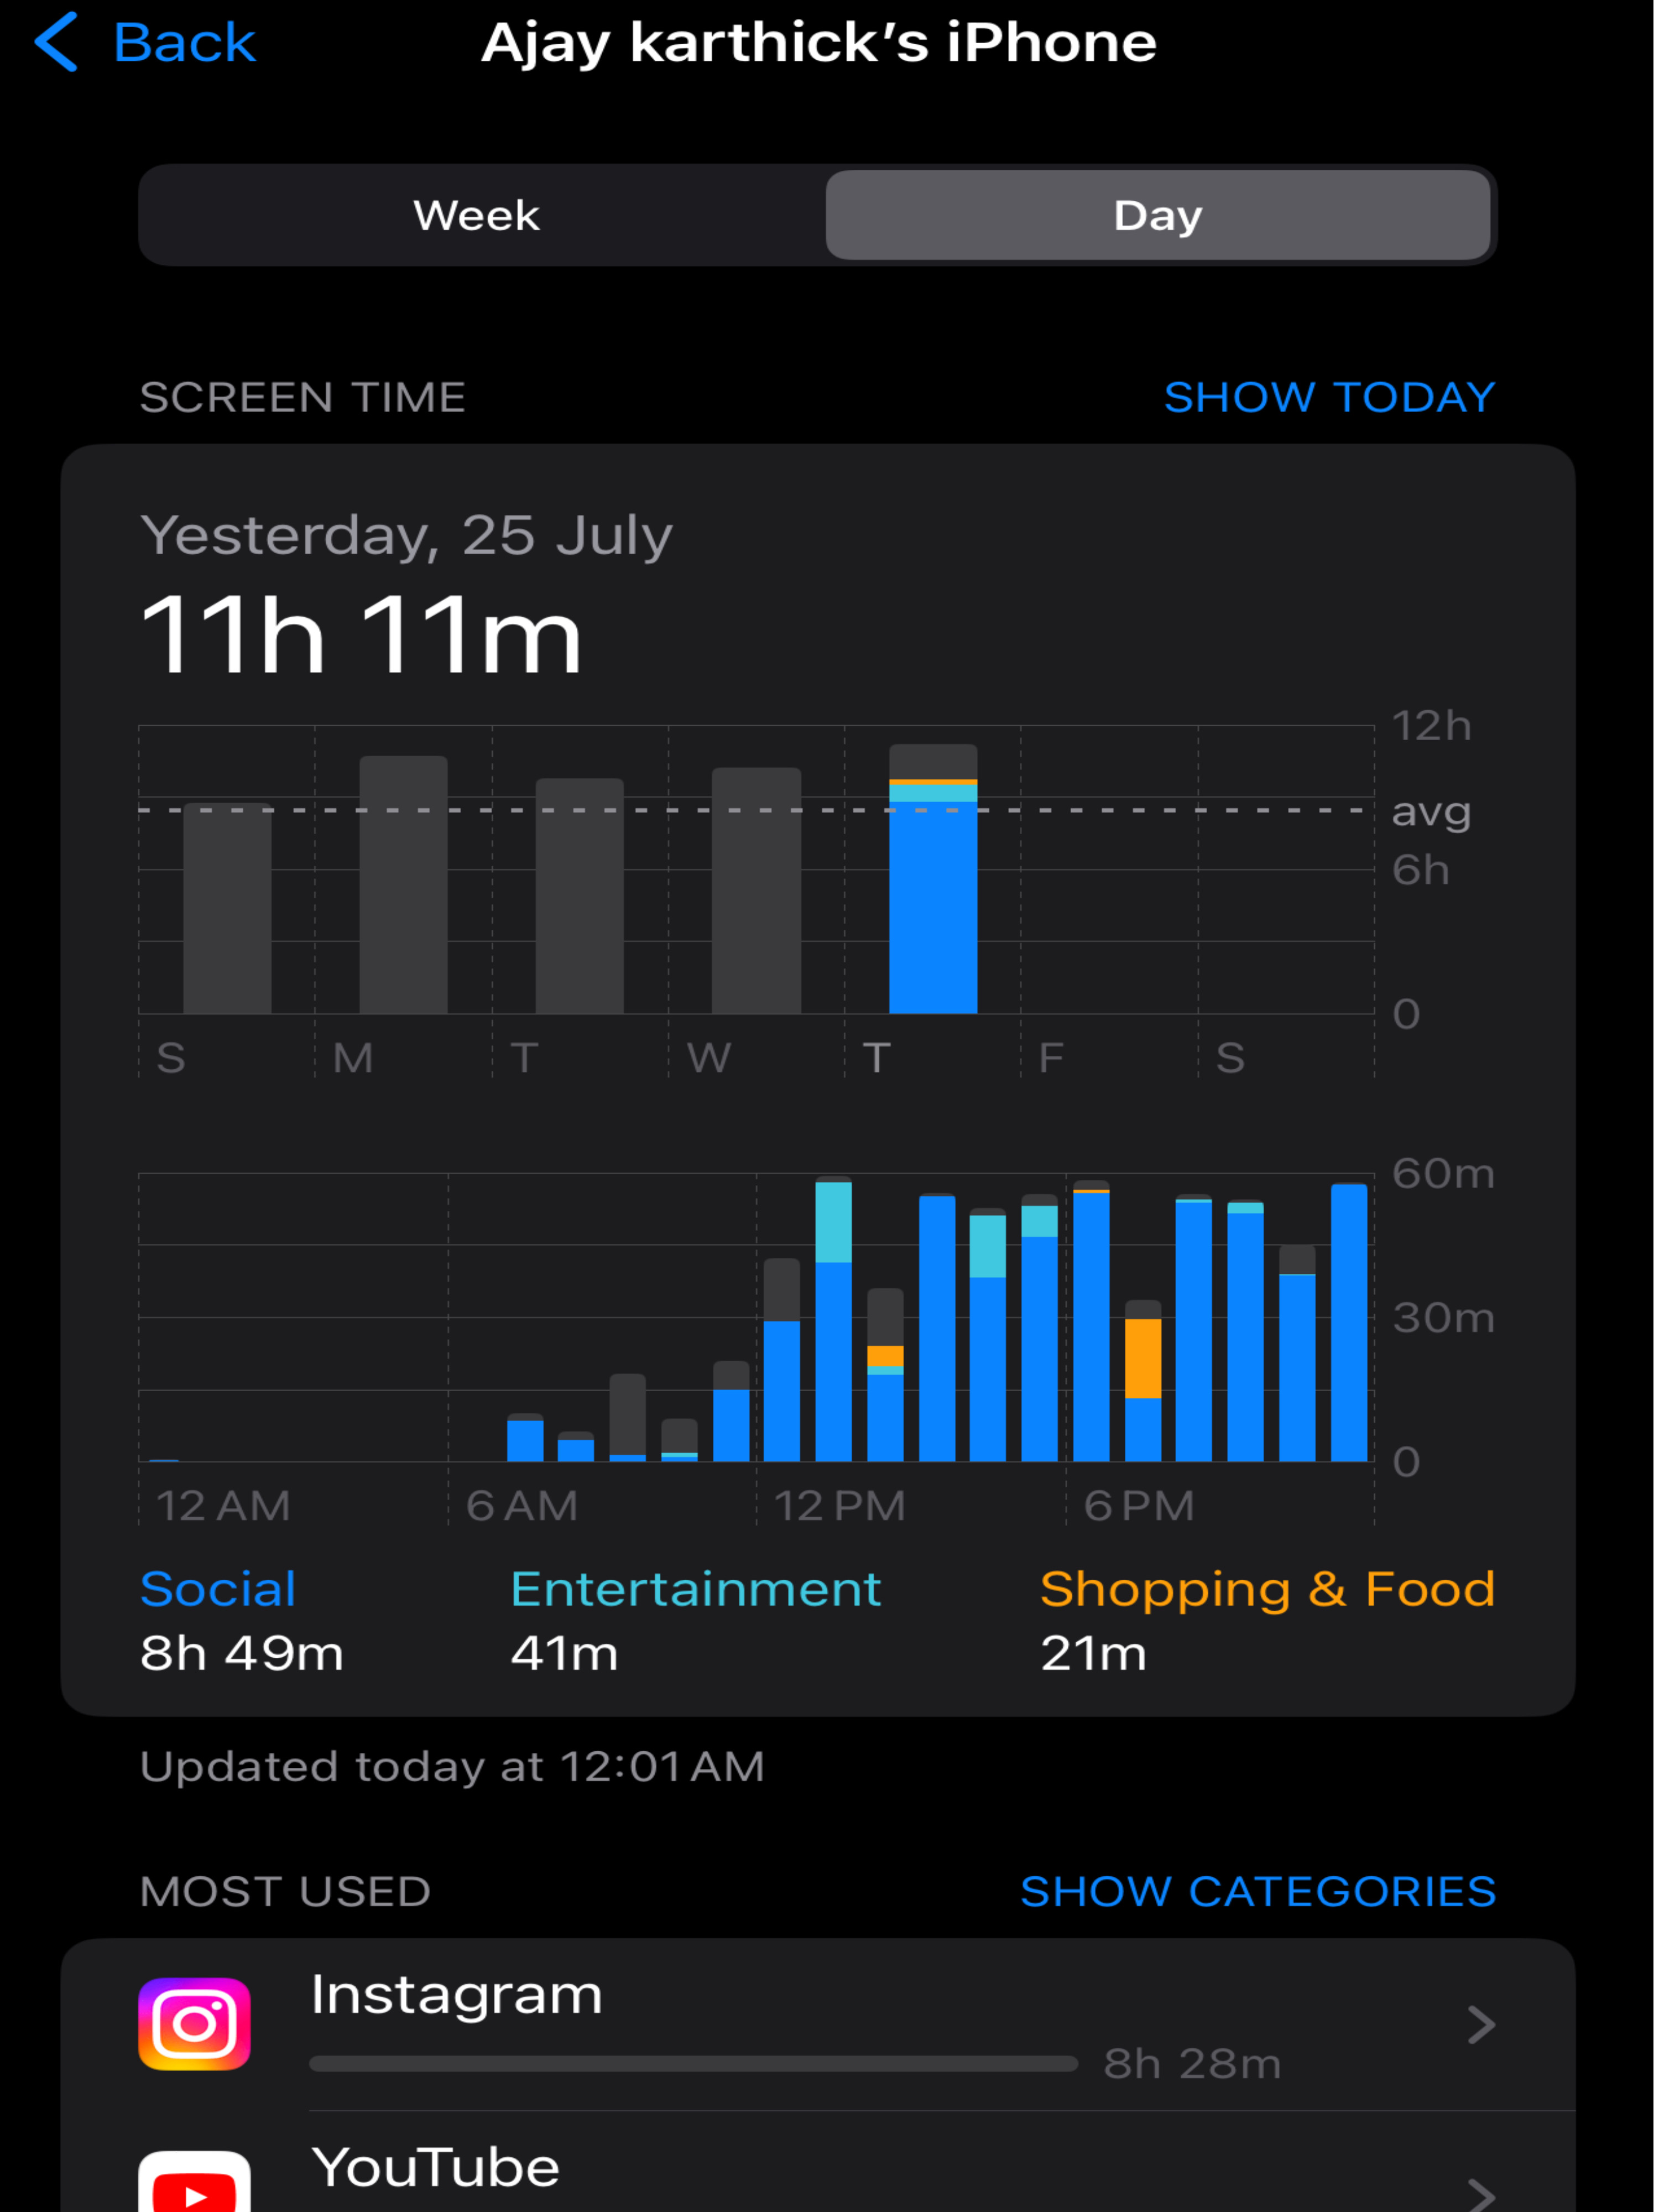 Back
Ajay karthick’s iPhone
Week
Day
SCREEN TIME
SHOW TODAY
Yesterday, 25 July
11h 11m
12h
avg
6h
0
S M T W T F S
60m
30m
0
12 AM 6 AM 12 PM 6 PM
Social Entertainment Shopping & Food
8h 49m 41m 21m
Updated today at 12:01 AM
MOST USED
SHOW CATEGORIES
Instagram
8h 28m
YouTube